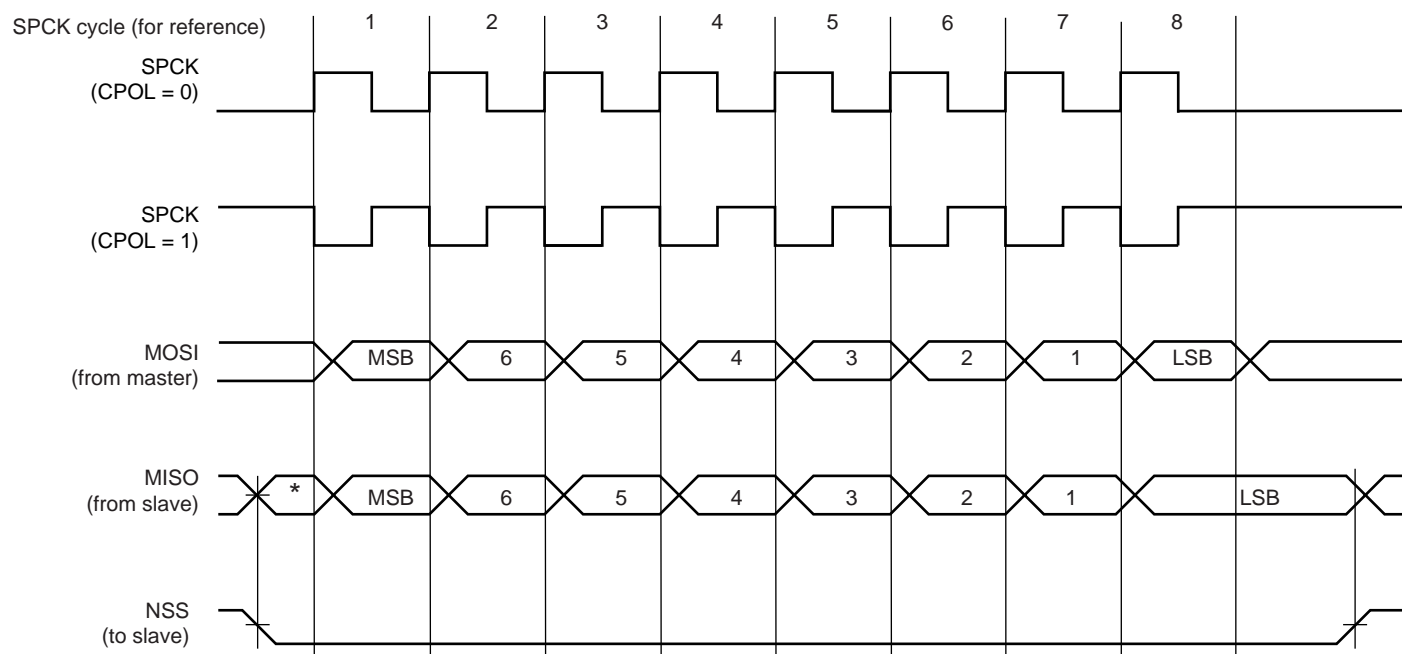 SPCK cycle (for reference) 1 2 3 4 5 6 7 8
SPCK
(CPOL = 0)
SPCK
(CPOL = 1)
MOSI
(from master)
MSB 6 5 4 3 2 1 LSB
MISO
(from slave)
* MSB 6 5 4 3 2 1 LSB
NSS
(to slave)